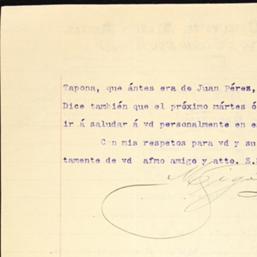 Tapona, que ántes era de Juan Pérez,
Dice también que el próximo mártes ó
ir á saludar á vd personalmente en e
Con mis respetos para vd y su
tamente de vd afmo amigo y atto. S.